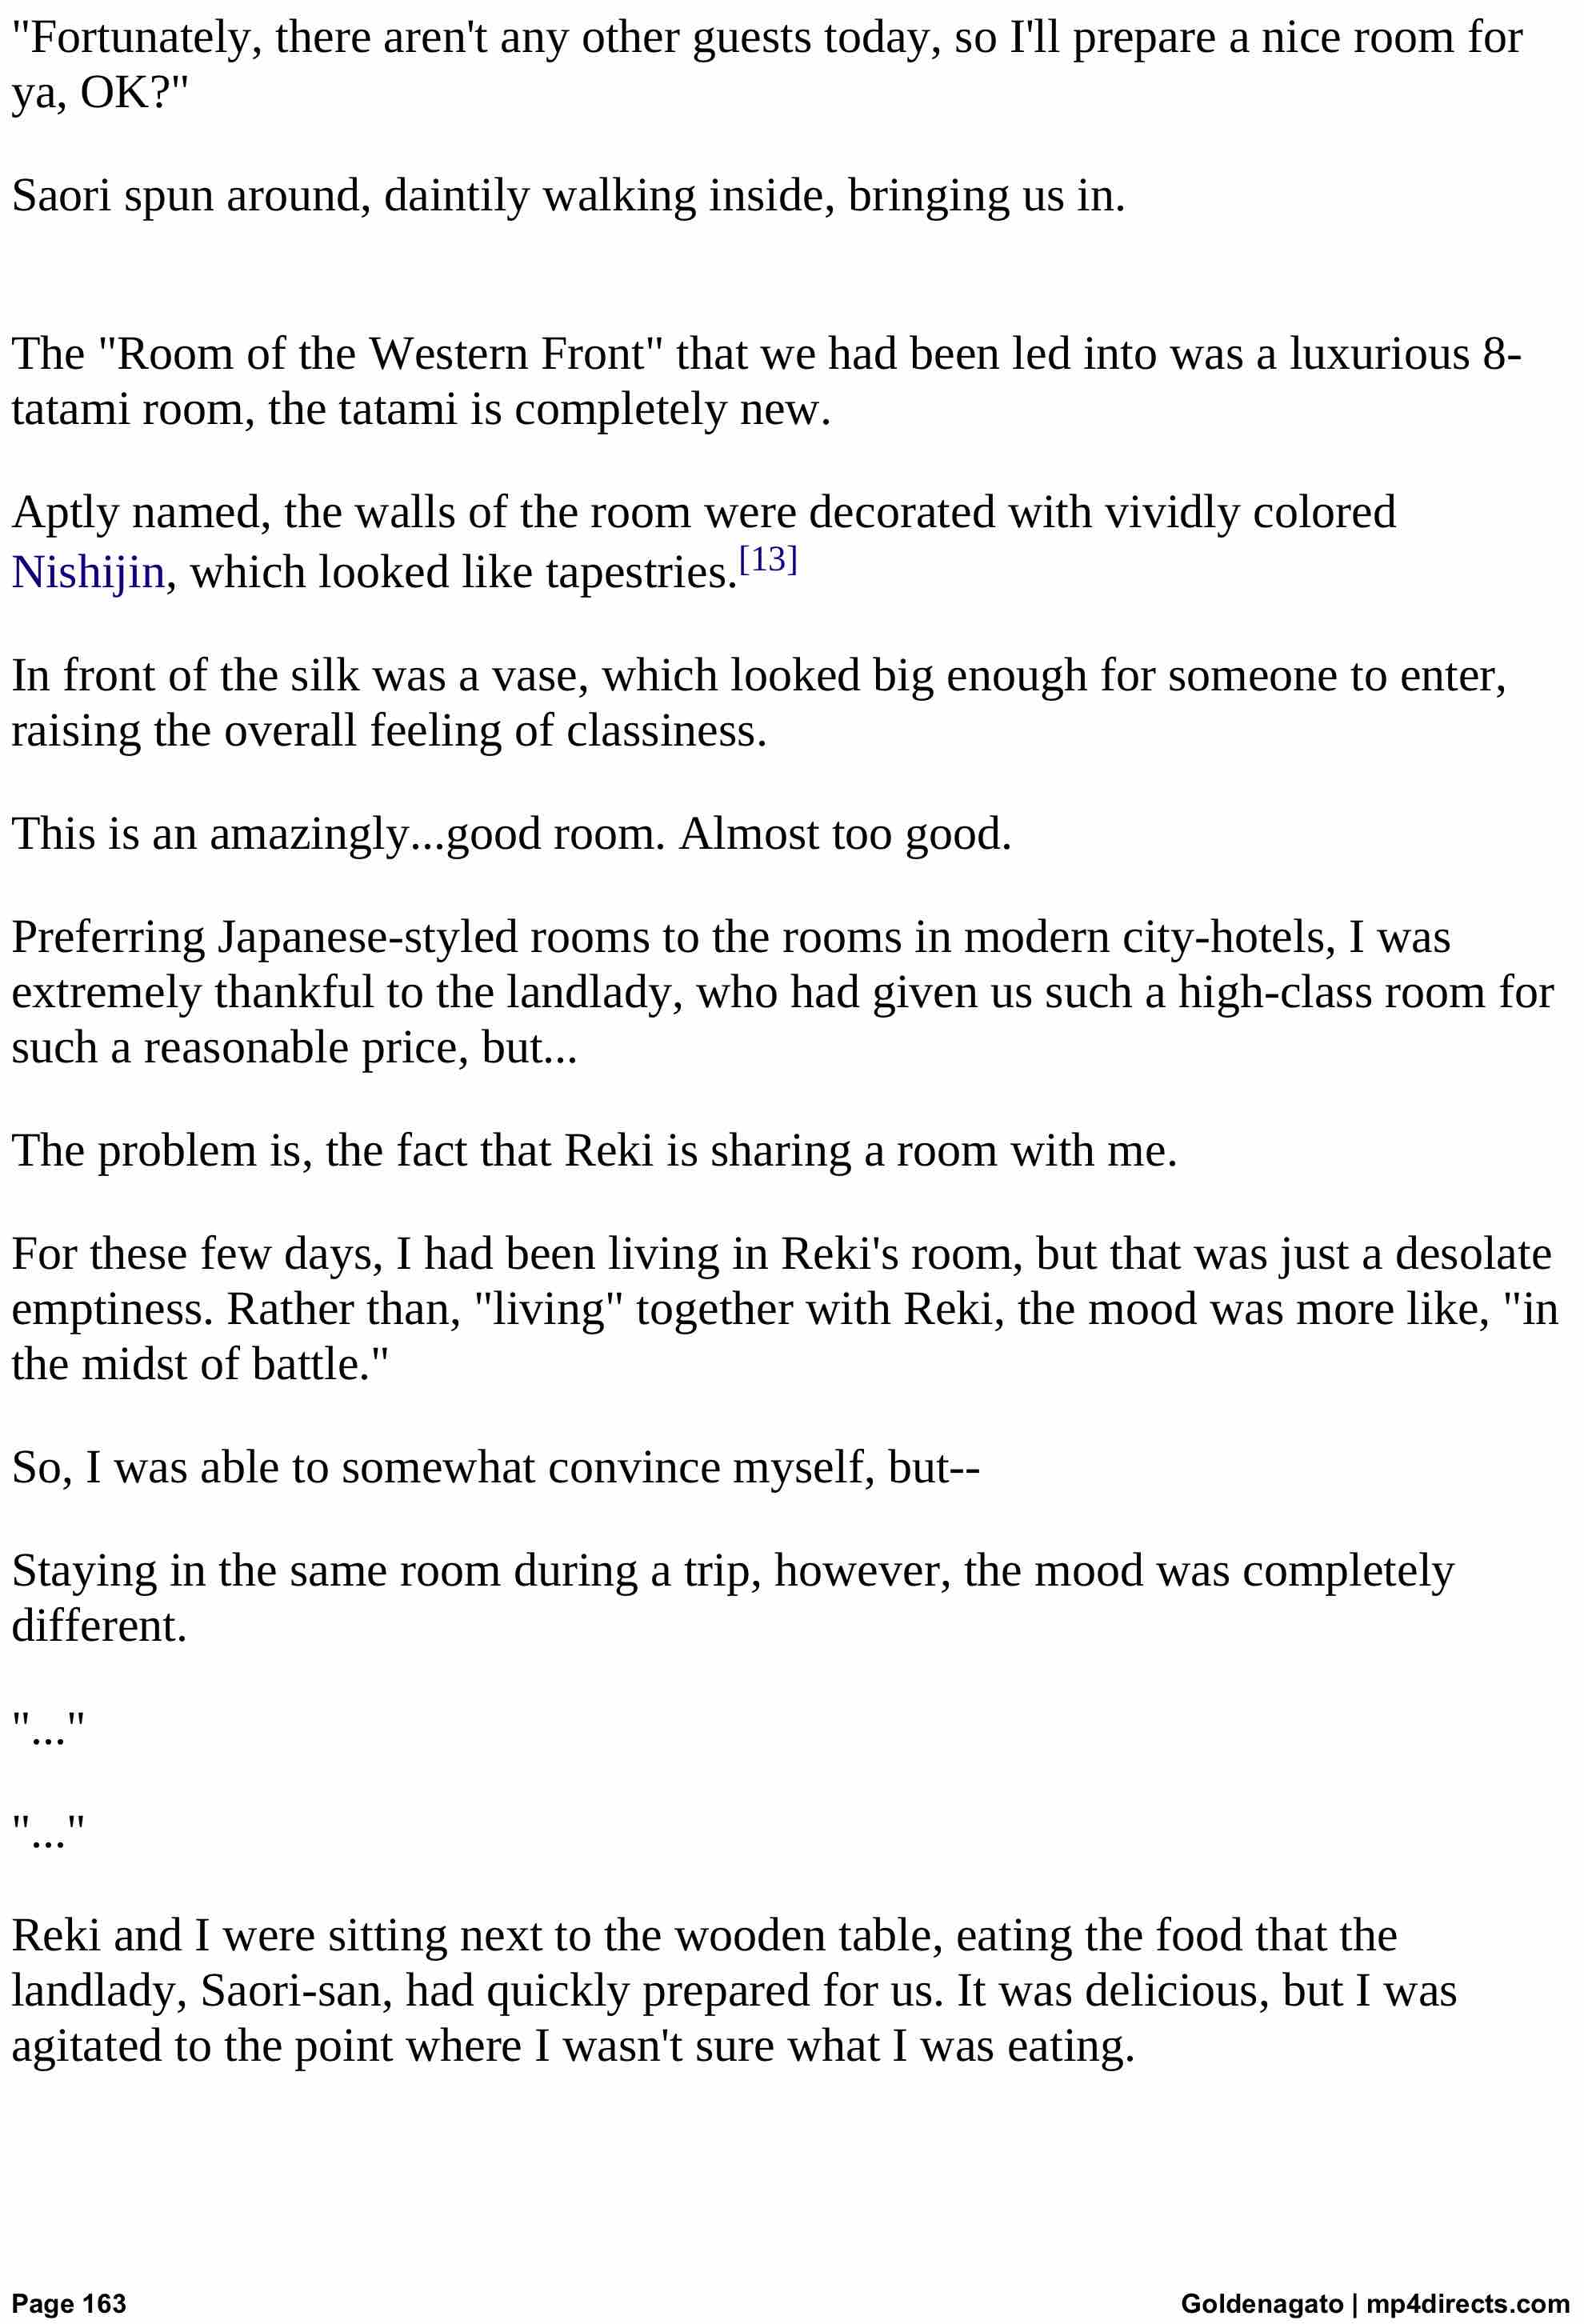 "Fortunately, there aren't any other guests today, so I'll prepare a nice room for
ya, OK?"
Saori spun around, daintily walking inside, bringing us in.
The "Room of the Western Front" that we had been led into was a luxurious 8-
tatami room, the tatami is completely new.
Aptly named, the walls of the room were decorated with vividly colored
Nishijin, which looked like tapestries.[13]
In front of the silk was a vase, which looked big enough for someone to enter,
raising the overall feeling of classiness.
This is an amazingly...good room. Almost too good.
Preferring Japanese-styled rooms to the rooms in modern city-hotels, I was
extremely thankful to the landlady, who had given us such a high-class room for
such a reasonable price, but...
The problem is, the fact that Reki is sharing a room with me.
For these few days, I had been living in Reki's room, but that was just a desolate
emptiness. Rather than, "living" together with Reki, the mood was more like, "in
the midst of battle."
So, I was able to somewhat convince myself, but--
Staying in the same room during a trip, however, the mood was completely
different.
"..."
"..."
Reki and I were sitting next to the wooden table, eating the food that the
landlady, Saori-san, had quickly prepared for us. It was delicious, but I was
agitated to the point where I wasn't sure what I was eating.
Page 163
Goldenagato | mp4directs.com